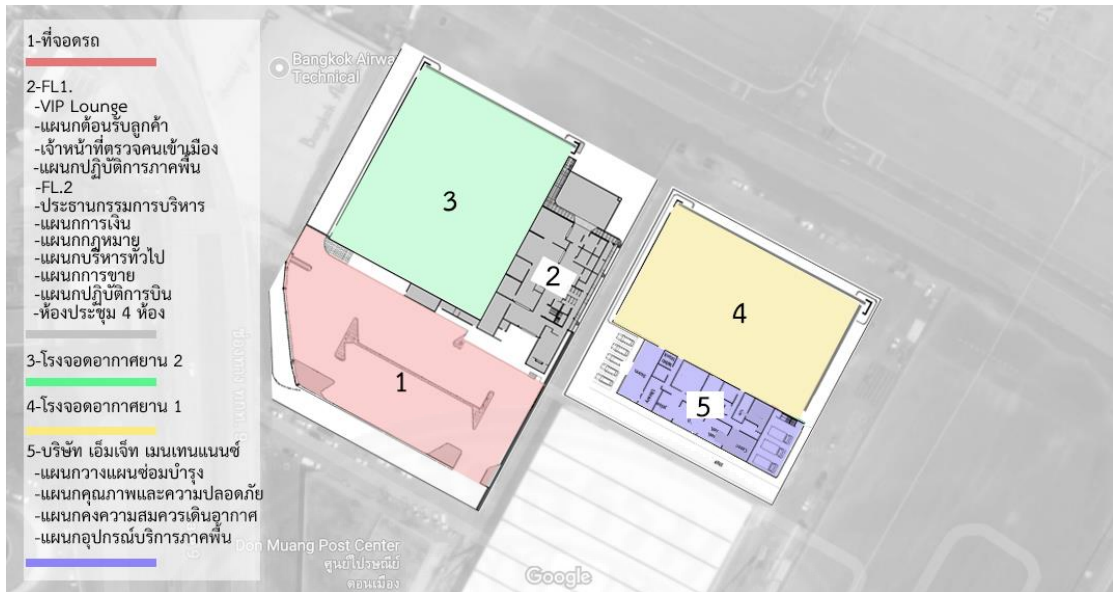 1-ที่จอดรถ
2-FL1.
-VIP Lounge
-แผนกต้อนรับลูกค้า
-เจ้าหน้าที่ตรวจคนเข้าเมือง
-แผนกปฏิบัติการภาคพื้น
-FL.2
-ประธานกรรมการบริหาร
-แผนกการเงิน
-แผนกกฎหมาย
-แผนกบริหารทั่วไป
-แผนกการขาย
-แผนกปฏิบัติการบิน
-ห้องประชุม 4 ห้อง
3-โรงจอดอากาศยาน 2
4-โรงจอดอากาศยาน 1
5-บริษัท เอ็มเจ็ท เมนเทนแนนซ์
-แผนกวางแผนซ่อมบำรุง
-แผนกคุณภาพและความปลอดภัย
-แผนกคงความสมควรเดินอากาศ
-แผนกอุปกรณ์บริการภาคพื้น
Bangkok Airwa
Technical
3
2
4
1
5
Don Muang Post Center
ศูนย์ไปรษณีย์
ดอนเมือง
Google